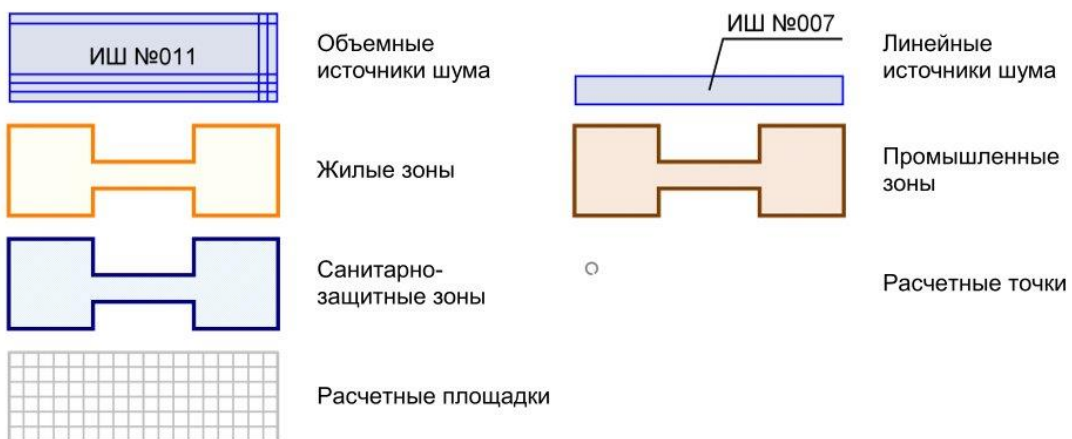 ИШ №011
Объемные
источники шума
ИШ №007
Линейные
источники шума
Жилые зоны
Промышленные
зоны
Санитарно-
защитные зоны
Расчетные точки
Расчетные площадки